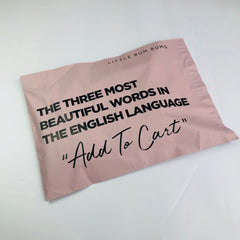 LITTLE BUM BUMS
THE THREE MOST
BEAUTIFUL WORDS IN
THE ENGLISH LANGUAGE
"Add To Cart"